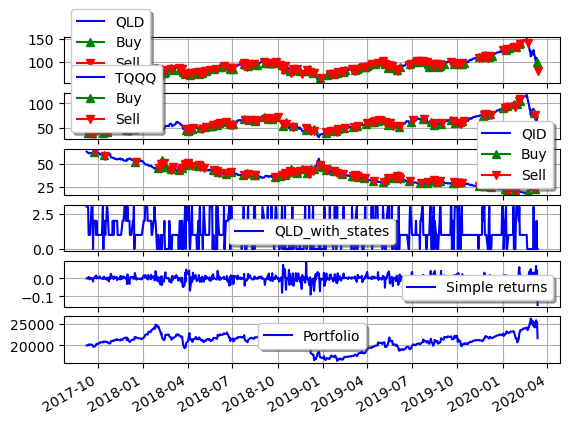 QLD
Buy
Sell
150
100
TQQQ
Buy
Sell
100
50
QID
Buy
Sell
50
25
2.5
0.0
QLD_with_states
0.0
−0.1
Simple returns
25000
20000
Portfolio
2017-10
2018-01
2018-04
2018-07
2018-10
2019-01
2019-04
2019-07
2019-10
2020-01
2020-04